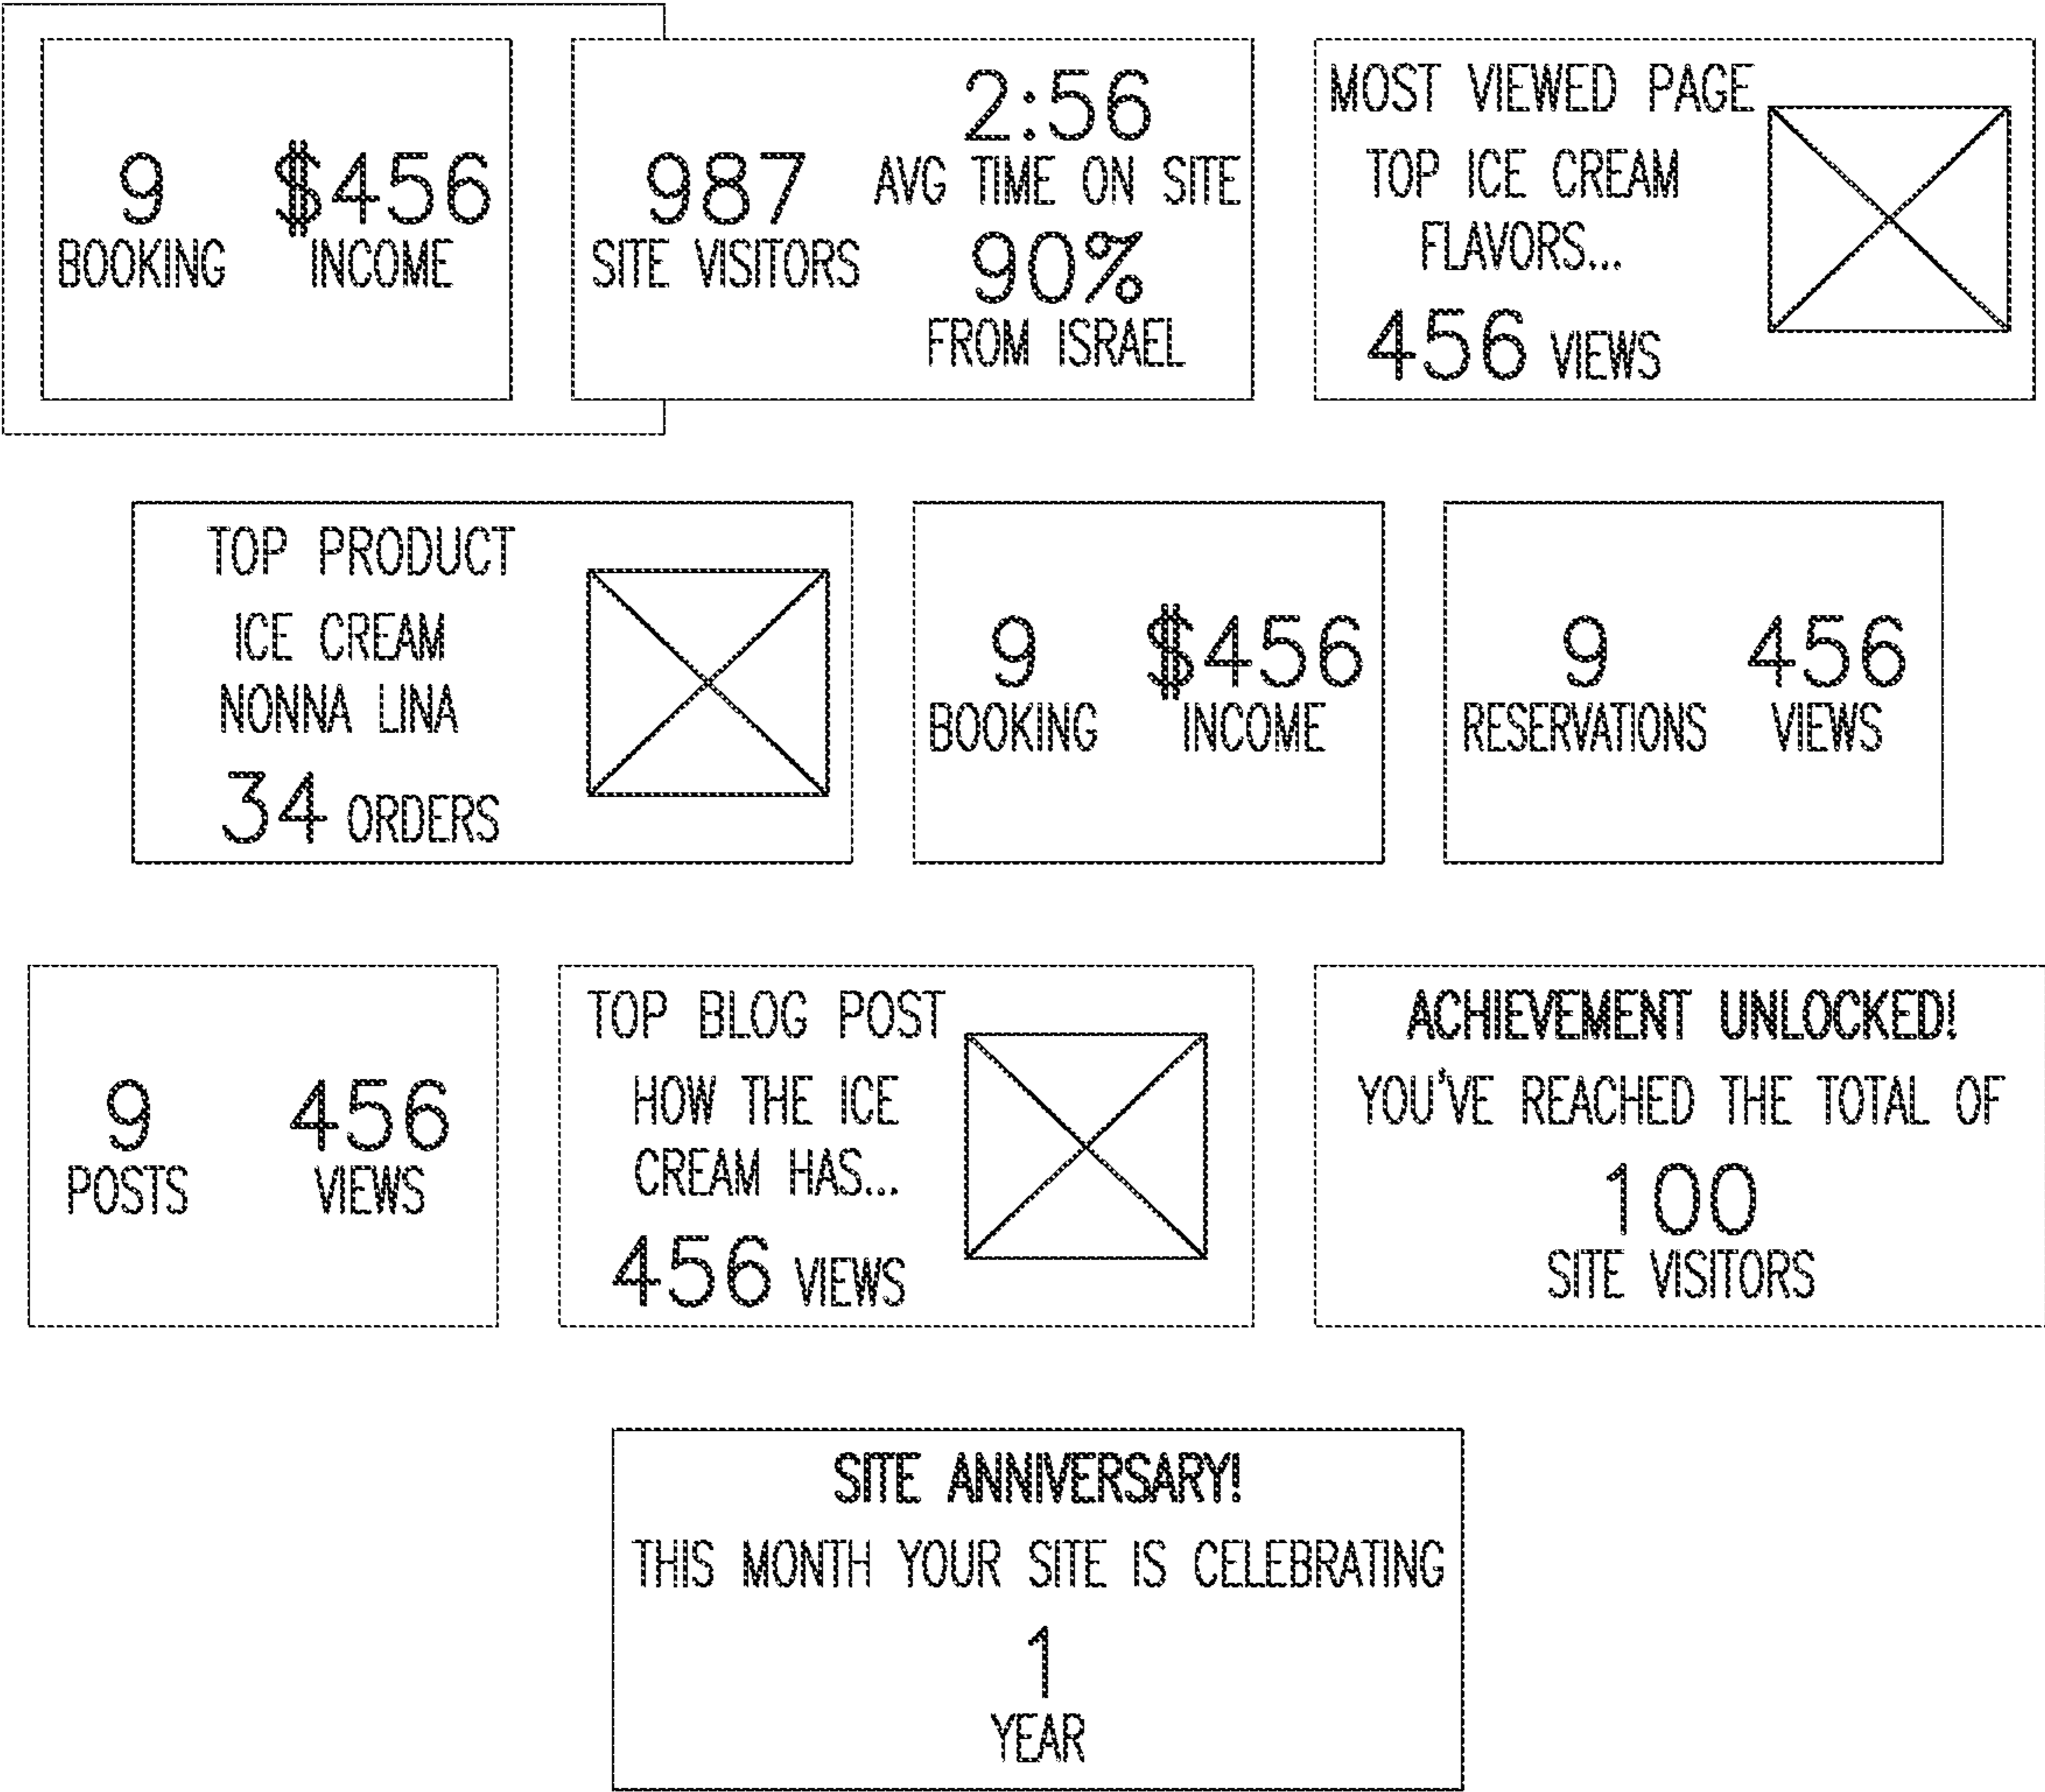 9 $456
BOOKING INCOME
987
SITE VISITORS
2:56
AVG TIME ON SITE
90%
FROM ISRAEL
MOST VIEWED PAGE
TOP ICE CREAM
FLAVORS...
456 VIEWS
TOP PRODUCT
ICE CREAM
NONNA LINA
34 ORDERS
9 $456
BOOKING INCOME
9 456
RESERVATIONS VIEWS
9 456
POSTS VIEWS
TOP BLOG POST
HOW THE ICE
CREAM HAS...
456 VIEWS
ACHIEVEMENT UNLOCKED!
YOU'VE REACHED THE TOTAL OF
100
SITE VISITORS
SITE ANNIVERSARY!
THIS MONTH YOUR SITE IS CELEBRATING
1
YEAR